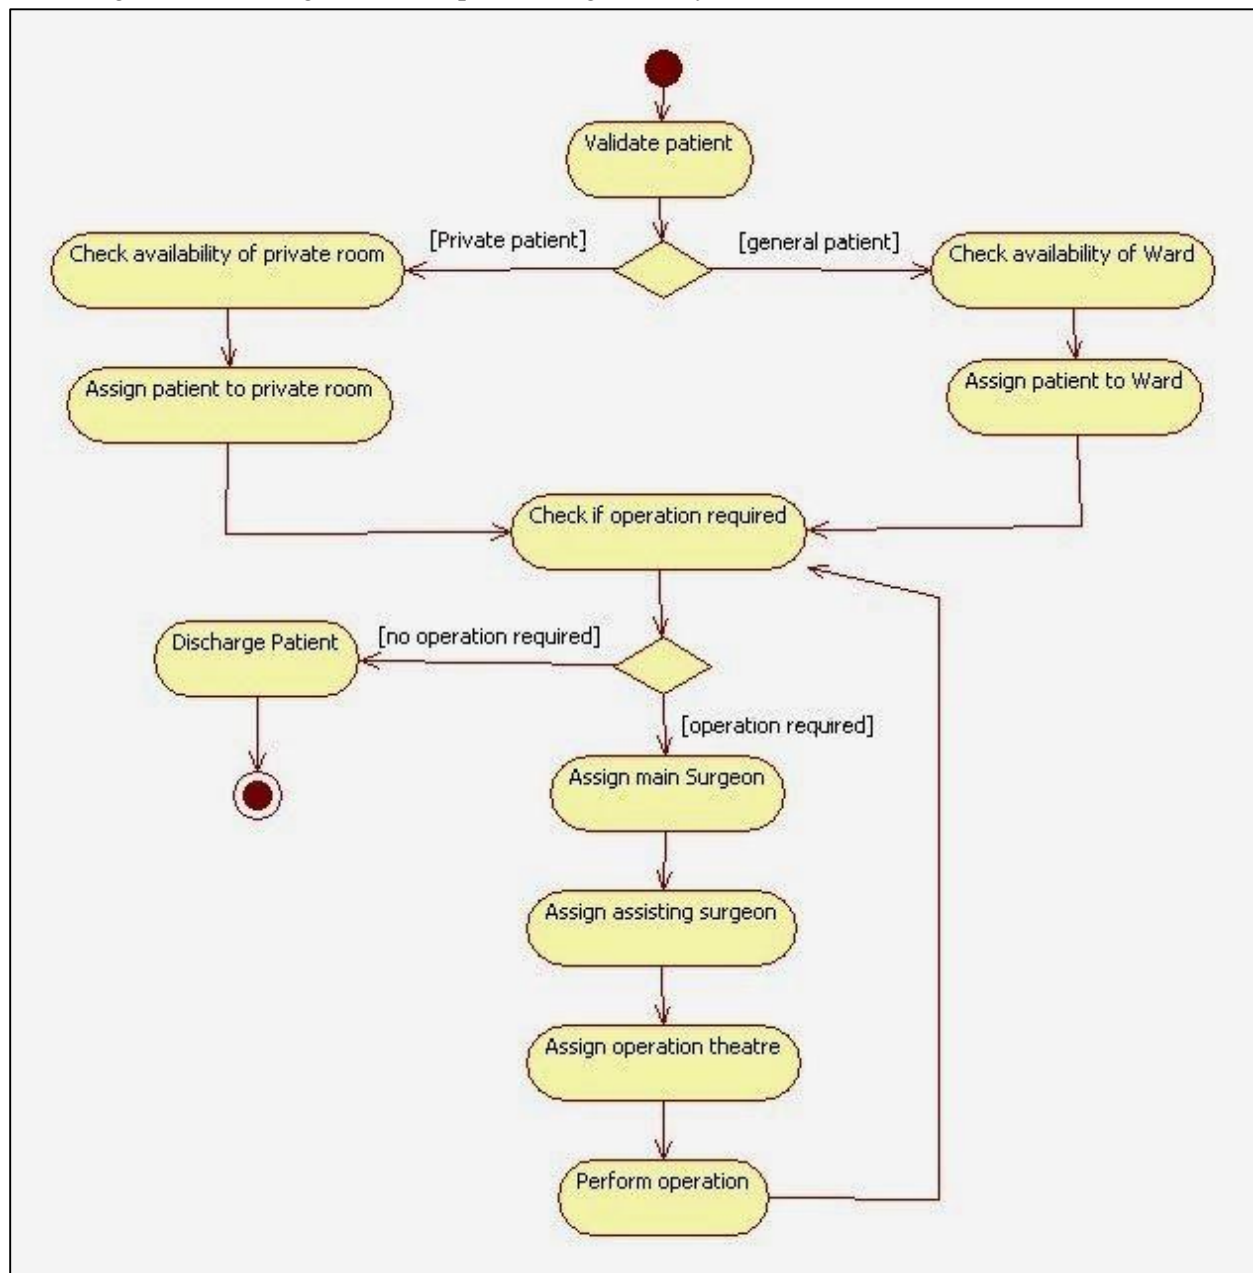 Validate patient
[Private patient]
[general patient]
Check availability of private room
Check availability of Ward
Assign patient to private room
Assign patient to Ward
Check if operation required
Discharge Patient
[no operation required]
[operation required]
Assign main Surgeon
Assign assisting surgeon
Assign operation theatre
Perform operation